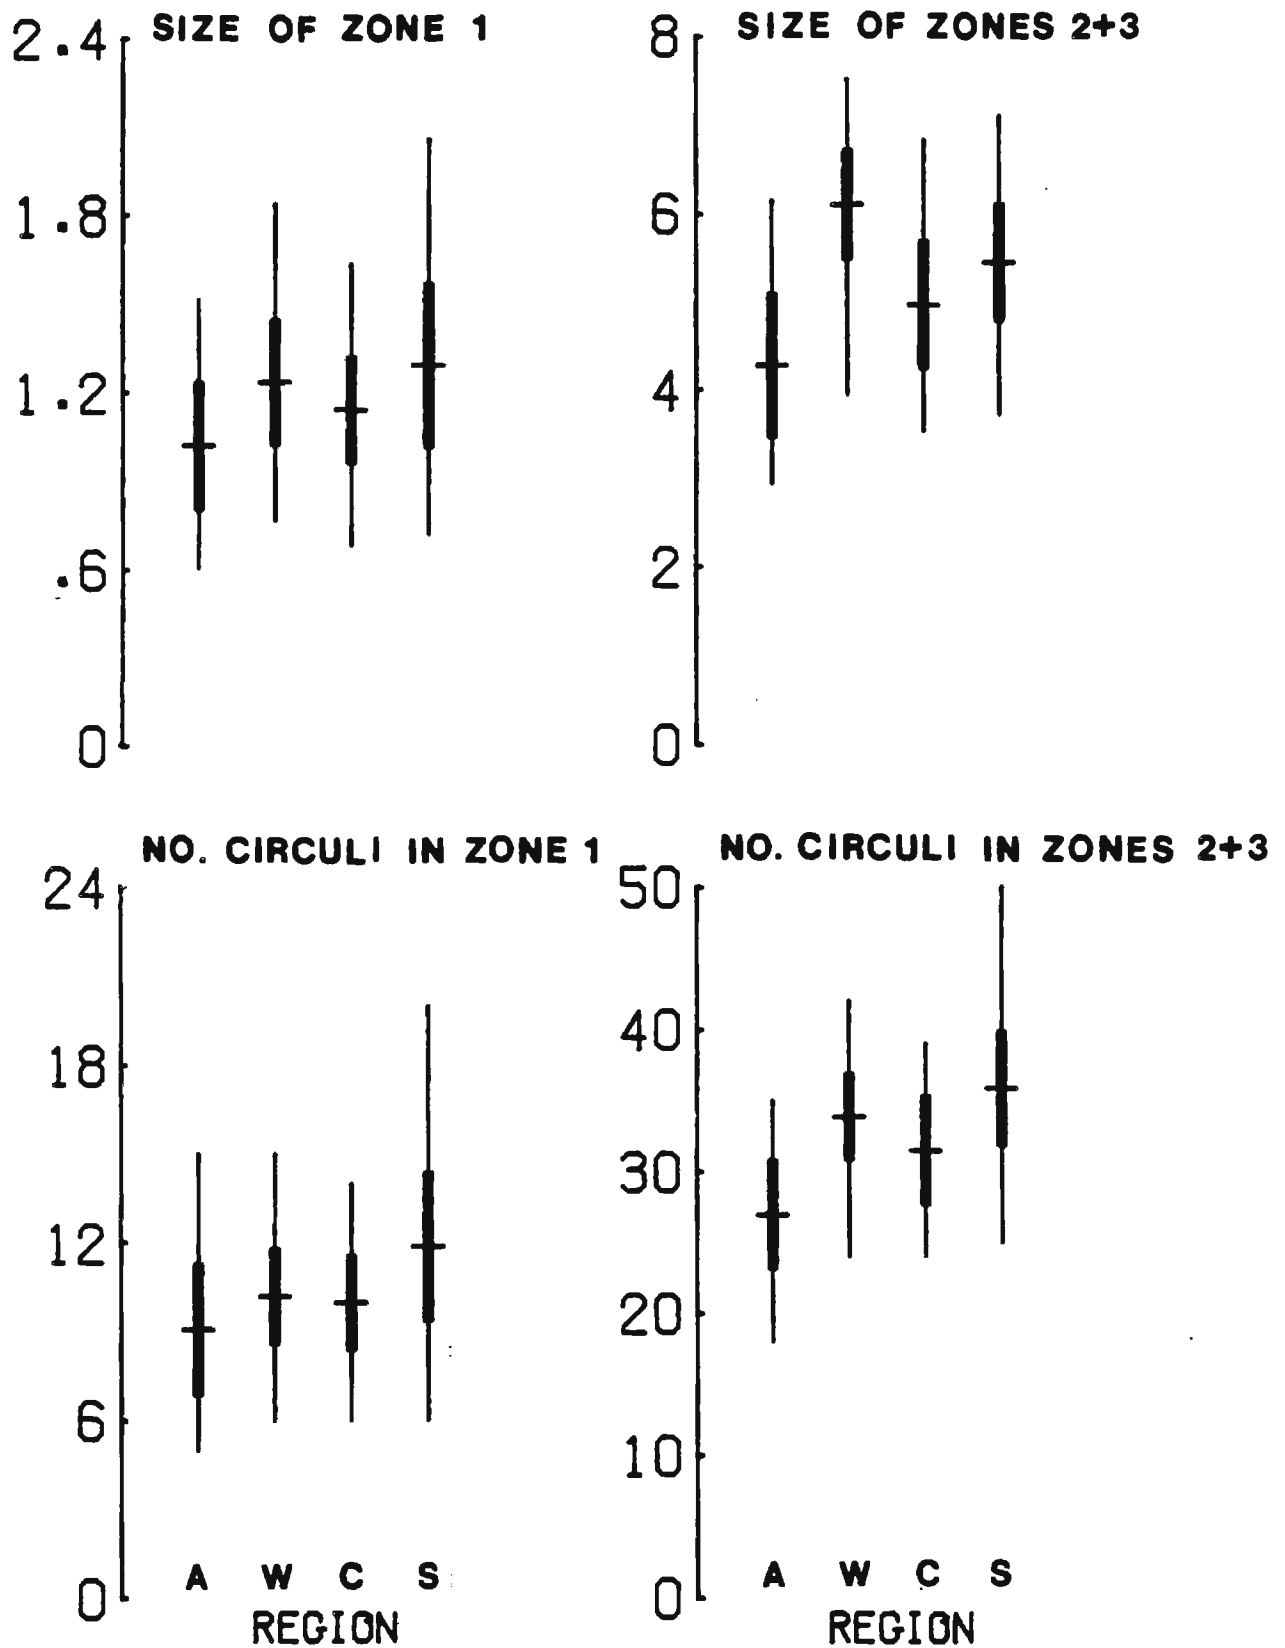 SIZE OF ZONE 1
2.4
1.8
1.2
.6
0
SIZE OF ZONES 2+3
8
6
4
2
0
NO. CIRCULI IN ZONE 1
24
18
12
6
0
A W C S
REGION
NO. CIRCULI IN ZONES 2+3
50
40
30
20
10
0
A W C S
REGION